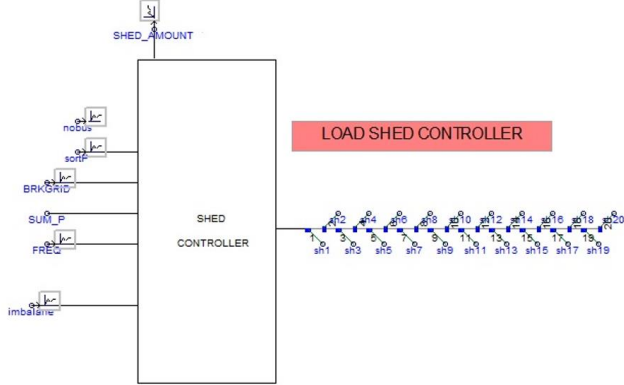 SHED_AMOUNT
nobus
LOAD SHED CONTROLLER
sortP
BRKGRID
SUM_P
SHED
CONTROLLER
FREQ
imbalane
sh2 sh4 sh6 sh8 sh10 sh12 sh14 sh16 sh18 sh20
1 3 5 7 9 11 13 15 17 19
sh1 sh3 sh5 sh7 sh9 sh11 sh13 sh15 sh17 sh19